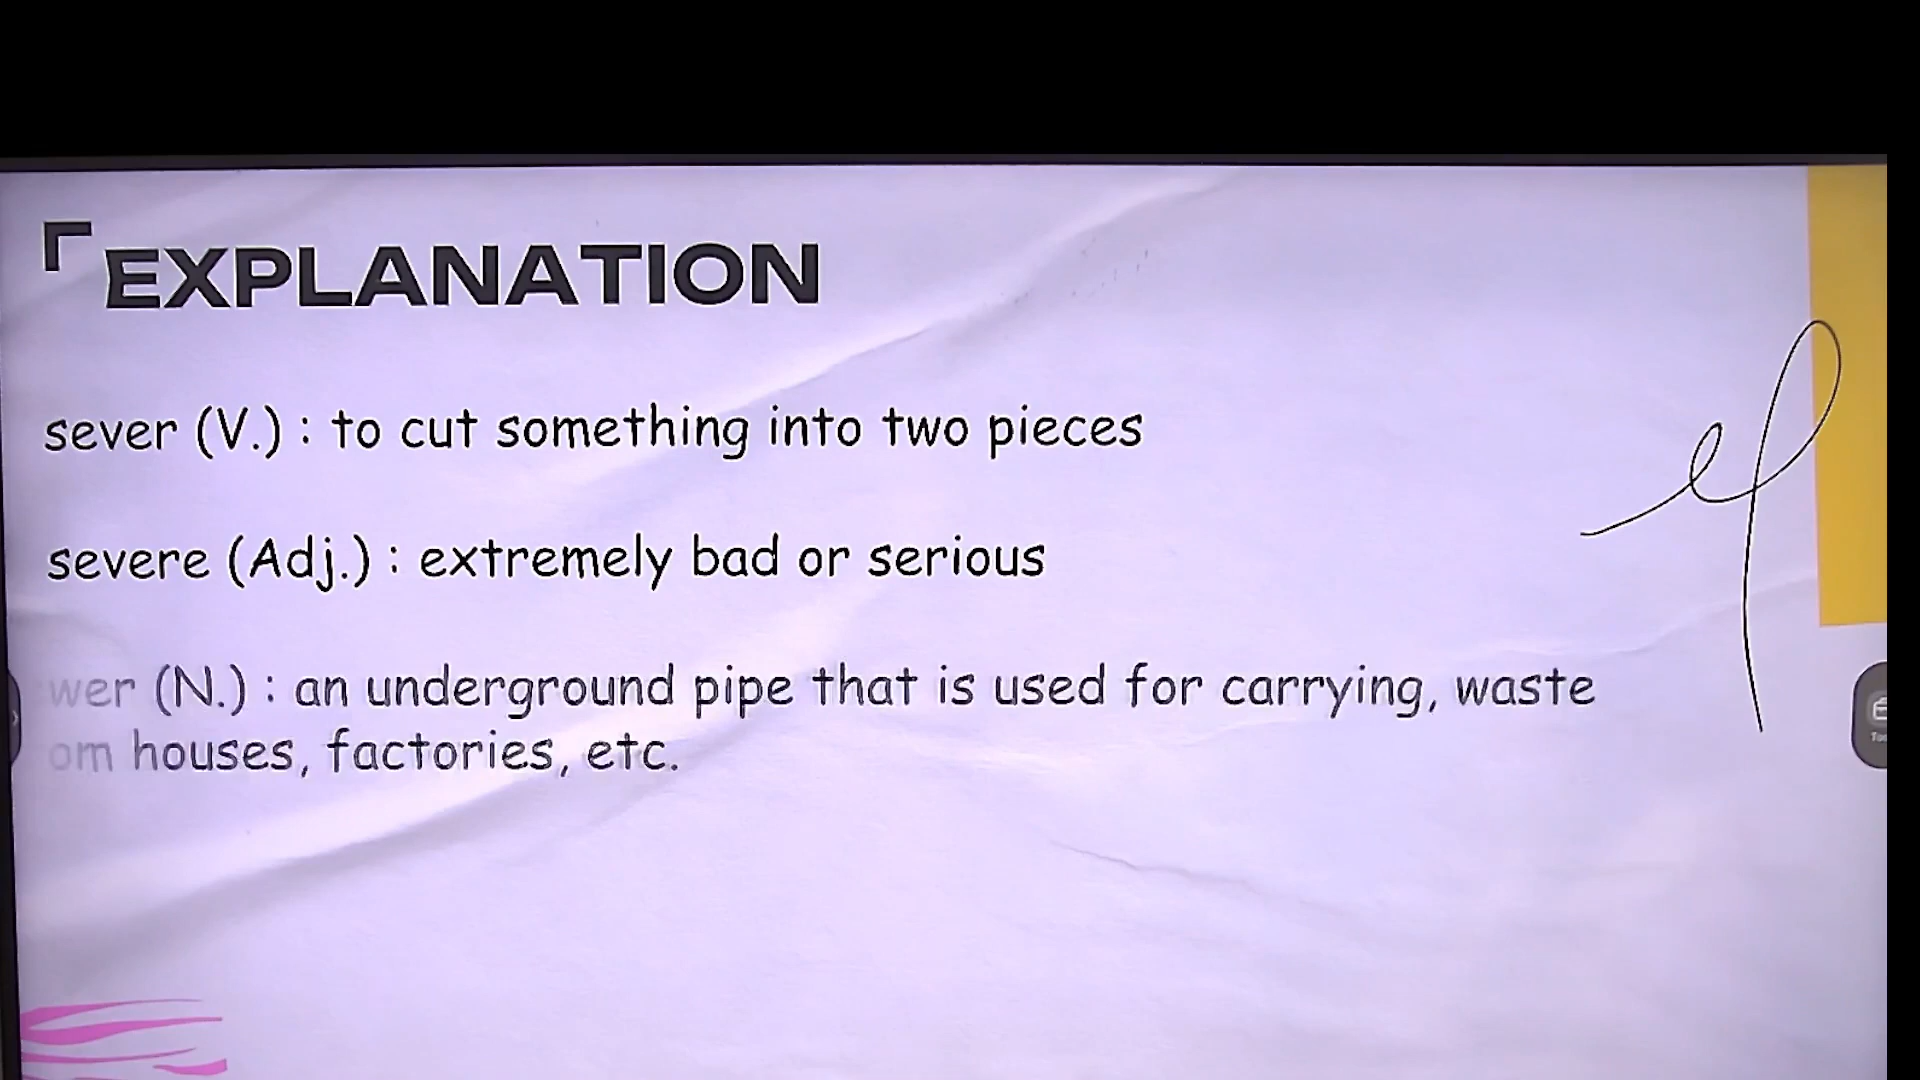 EXPLANATION
sever (V.) : to cut something into two pieces
severe (Adj.) : extremely bad or serious
wer (N.) : an underground pipe that is used for carrying, waste
om houses, factories, etc.